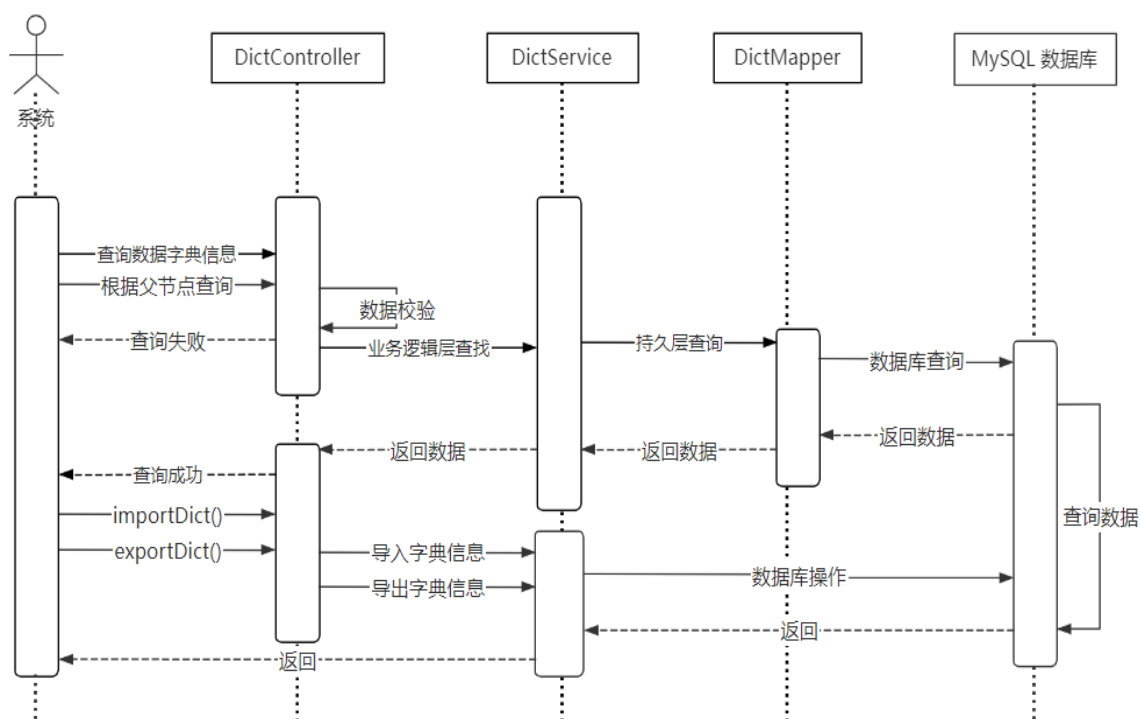 DictController
DictService
DictMapper
MySQL 数据库
系统
查询数据字典信息
根据父节点查询
数据校验
查询失败
业务逻辑层查找
持久层查询
数据库查询
返回数据
返回数据
返回数据
查询成功
importDict()
查询数据
exportDict()
导入字典信息
导出字典信息
数据库操作
返回
返回